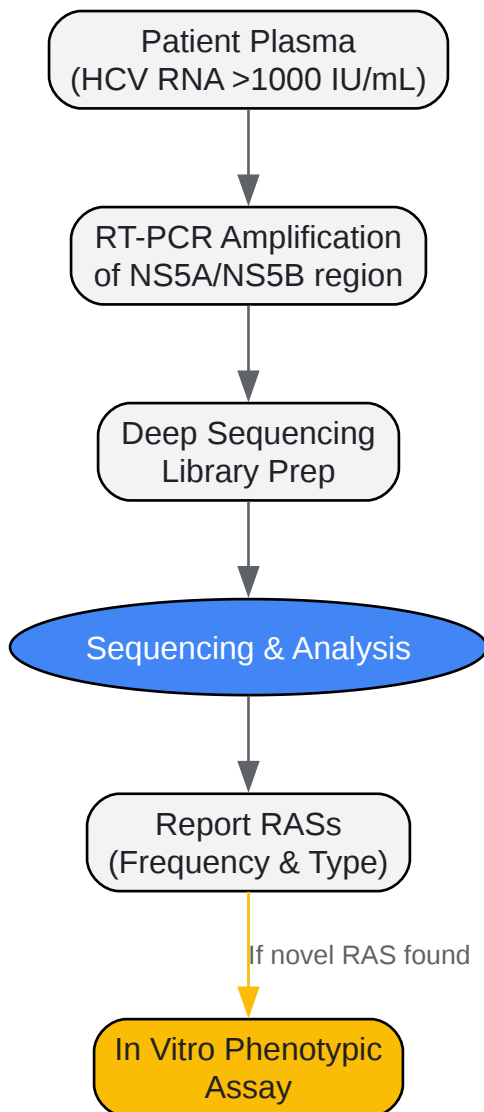 Patient Plasma
(HCV RNA >1000 IU/mL)
RT-PCR Amplification
of NS5A/NS5B region
Deep Sequencing
Library Prep
Sequencing & Analysis
Report RASs
(Frequency & Type)
If novel RAS found
In Vitro Phenotypic
Assay